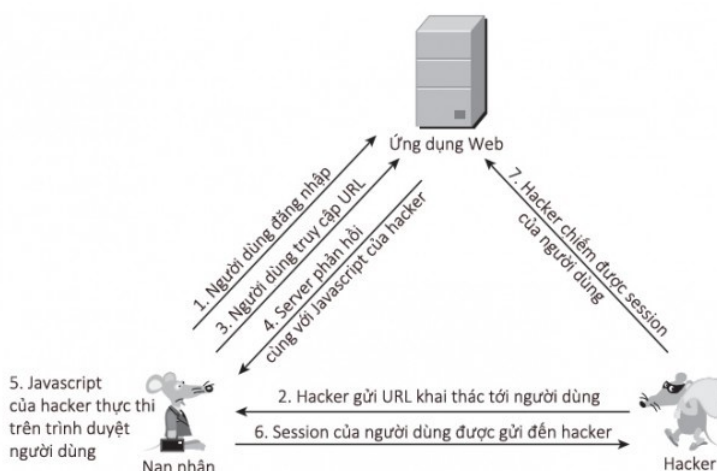 Ứng dụng Web
1. Người dùng đăng nhập
3. Người dùng truy cập URL
4. Server phản hồi
cùng với Javascript của hacker
7. Hacker chiếm được session
của người dùng
5. Javascript
của hacker thực thi
trên trình duyệt
người dùng
2. Hacker gửi URL khai thác tới người dùng
6. Session của người dùng được gửi đến hacker
Nạn nhân
Hacker